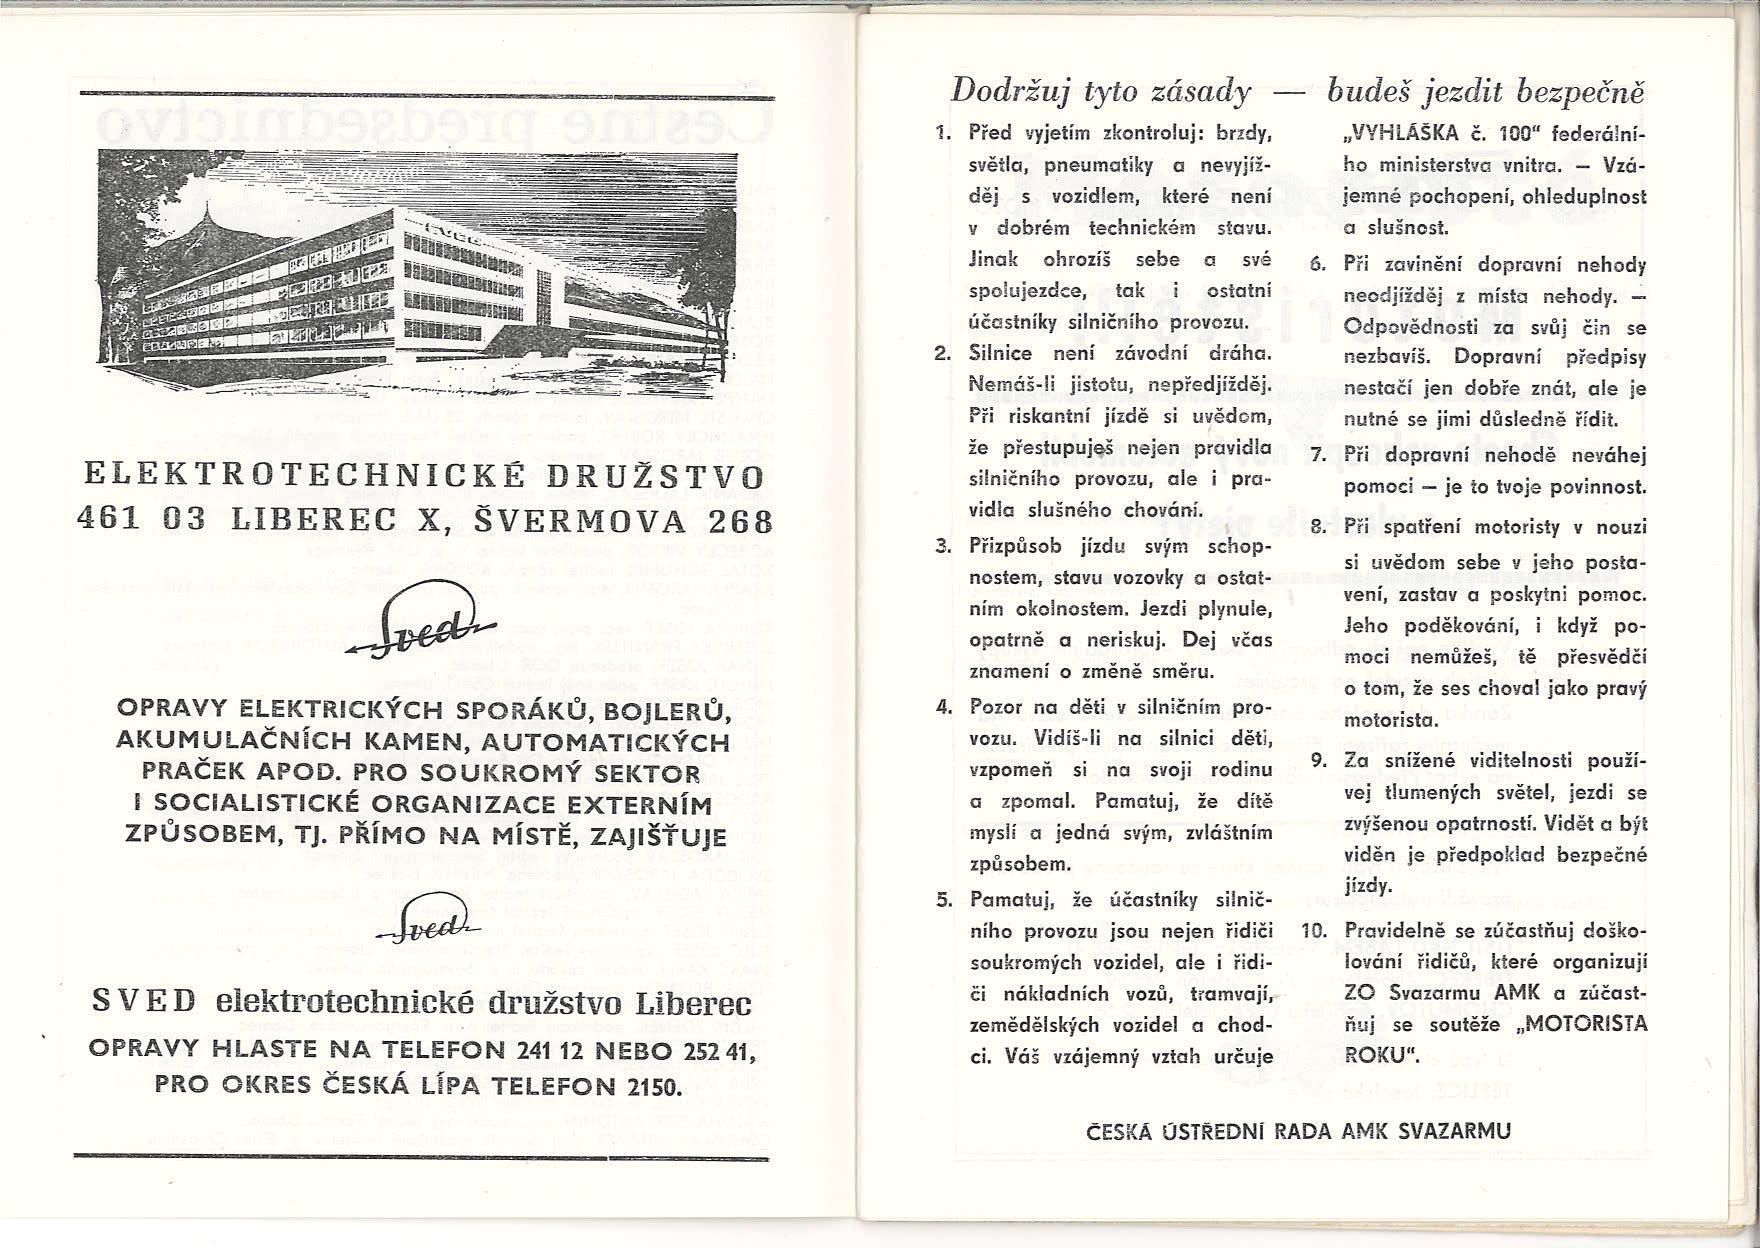 ELEKTROTECHNICKÉ DRUŽSTVO
461 03 LIBEREC X, ŠVERMOVA 268
Sved
OPRAVY ELEKTRICKÝCH SPORÁKŮ, BOJLERŮ,
AKUMULAČNÍCH KAMEN, AUTOMATICKÝCH
PRAČEK APOD. PRO SOUKROMÝ SEKTOR
I SOCIALISTICKÉ ORGANIZACE EXTERNÍM
ZPŮSOBEM, TJ. PŘÍMO NA MÍSTĚ, ZAJIŠŤUJE
Sved
SVED elektrotechnické družstvo Liberec
OPRAVY HLASTE NA TELEFON 241 12 NEBO 252 41,
PRO OKRES ČESKÁ LÍPA TELEFON 2150.
Dodržuj tyto zásady — budeš jezdit bezpečně
1. Před vyjetím zkontroluj: brzdy,
světla, pneumatiky a nevyjíž-
děj s vozidlem, které není
v dobrém technickém stavu.
Jinak ohrozíš sebe a své
spolujezdce, tak i ostatní
účastníky silničního provozu.
2. Silnice není závodní dráha.
Nemáš-li jistotu, nepředjížděj.
Při riskantní jízdě si uvědom,
že přestupuješ nejen pravidla
silničního provozu, ale i pra-
vidla slušného chování.
3. Přizpůsob jízdu svým schop-
nostem, stavu vozovky a ostat-
ním okolnostem. Jezdi plynule,
opatrně a neriskuj. Dej včas
znamení o změně směru.
4. Pozor na děti v silničním pro-
vozu. Vidíš-li na silnici děti,
vzpomeň si na svoji rodinu
a zpomal. Pamatuj, že dítě
myslí a jedná svým, zvláštním
způsobem.
5. Pamatuj, že účastníky silnič-
ního provozu jsou nejen řidiči
soukromých vozidel, ale i řidi-
či nákladních vozů, tramvají,
zemědělských vozidel a chod-
ci. Váš vzájemný vztah určuje
„VYHLÁŠKA č. 100“ federální-
ho ministerstva vnitra. — Vzá-
jemné pochopení, ohleduplnost
a slušnost.
6. Při zavinění dopravní nehody
neodjížděj z místa nehody. —
Odpovědnosti za svůj čin se
nezbavíš. Dopravní předpisy
nestačí jen dobře znát, ale je
nutné se jimi důsledně řídit.
7. Při dopravní nehodě neváhej
pomoci — je to tvoje povinnost.
8. Při spatření motoristy v nouzi
si uvědom sebe v jeho posta-
vení, zastav a poskytni pomoc.
Jeho poděkování, i když po-
moci nemůžeš, tě přesvědčí
o tom, že ses choval jako pravý
motorista.
9. Za snížené viditelnosti použí-
vej tlumených světel, jezdi se
zvýšenou opatrností. Vidět a být
viděn je předpoklad bezpečné
jízdy.
10. Pravidelně se zúčastňuj doško-
lování řidičů, které organizují
ZO Svazarmu AMK a zúčast-
ňuj se soutěže „MOTORISTA
ROKU“.
ČESKÁ ÚSTŘEDNÍ RADA AMK SVAZARMU